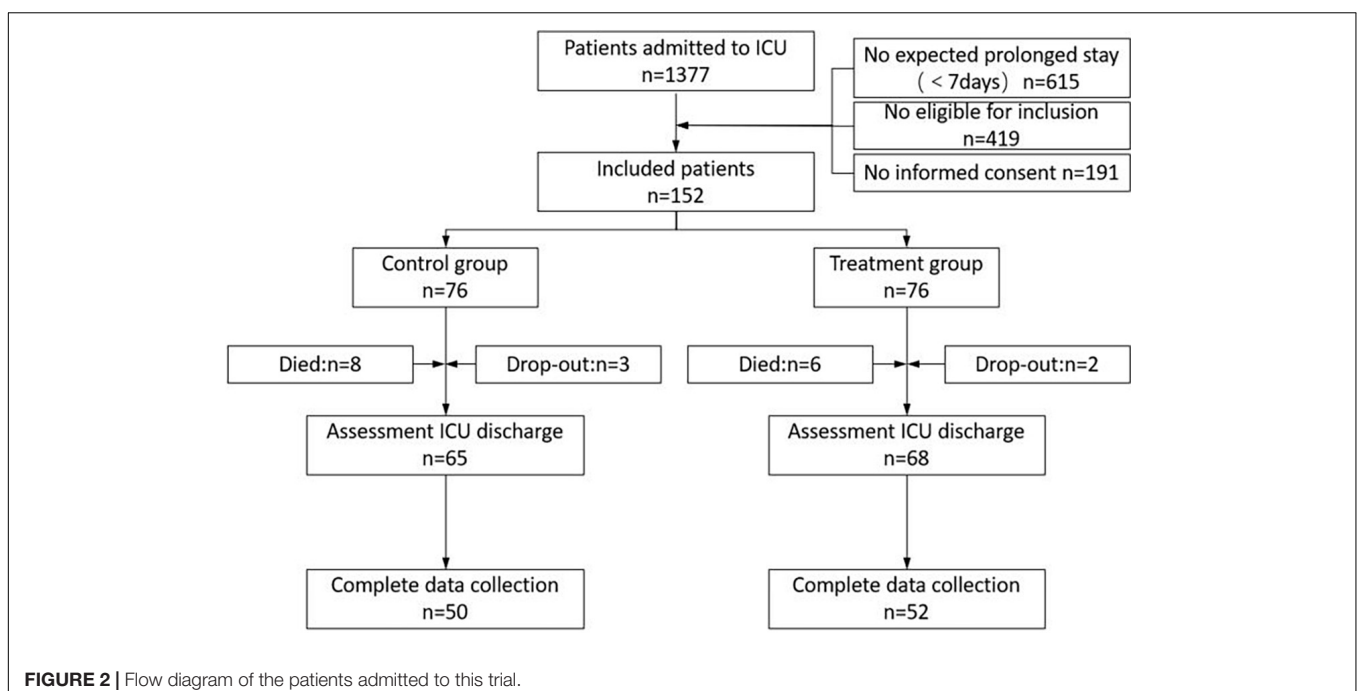 Patients admitted to ICU
n=1377
No expected prolonged stay
（ < 7days） n=615
No eligible for inclusion
n=419
No informed consent n=191
Included patients
n=152
Control group
n=76
Treatment group
n=76
Died:n=8
Drop-out:n=3
Died:n=6
Drop-out:n=2
Assessment ICU discharge
n=65
Assessment ICU discharge
n=68
Complete data collection
n=50
Complete data collection
n=52
FIGURE 2 | Flow diagram of the patients admitted to this trial.